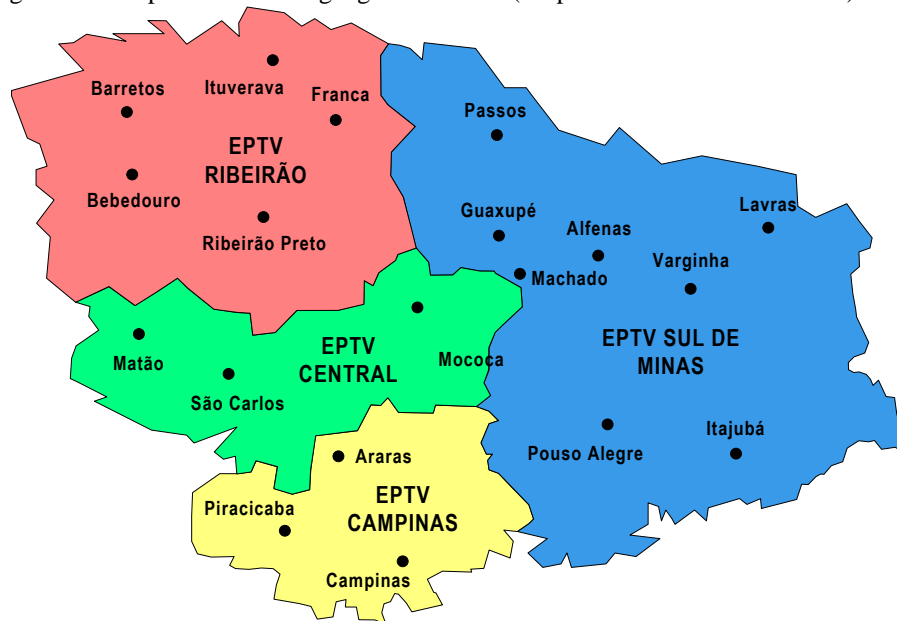 Barretos
Ituverava
Franca
Passos
EPTV
RIBEIRÃO
Bebedouro
Ribeirão Preto
Guaxupé
Alfenas
Lavras
Machado
Varginha
EPTV
CENTRAL
Matão
São Carlos
Mococa
EPTV SUL DE
MINAS
Pouso Alegre
Itajubá
Araras
EPTV
CAMPINAS
Piracicaba
Campinas